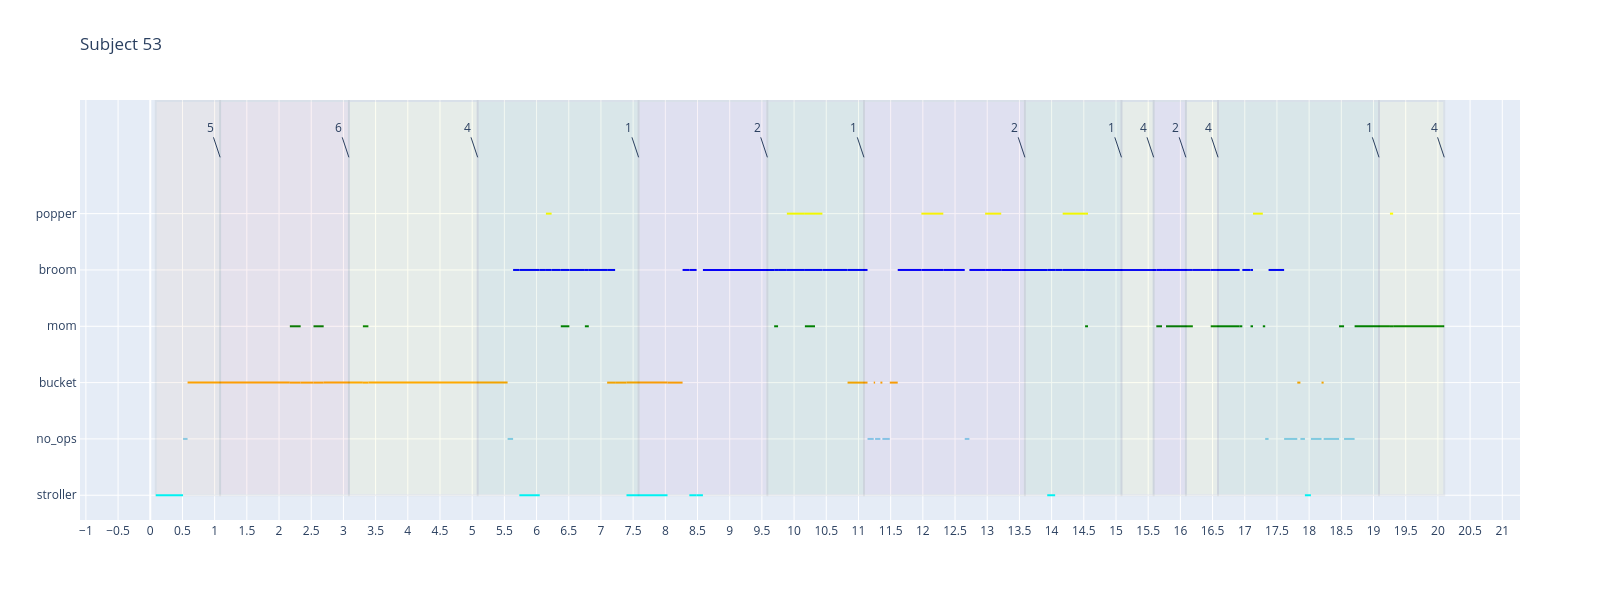 Subject 53
5 6 4 1 2 1 2 1 4 2 4 1 4
popper
broom
mom
bucket
no_ops
stroller
−1 −0.5 0 0.5 1 1.5 2 2.5 3 3.5 4 4.5 5 5.5 6 6.5 7 7.5 8 8.5 9 9.5 10 10.5 11 11.5 12 12.5 13 13.5 14 14.5 15 15.5 16 16.5 17 17.5 18 18.5 19 19.5 20 20.5 21